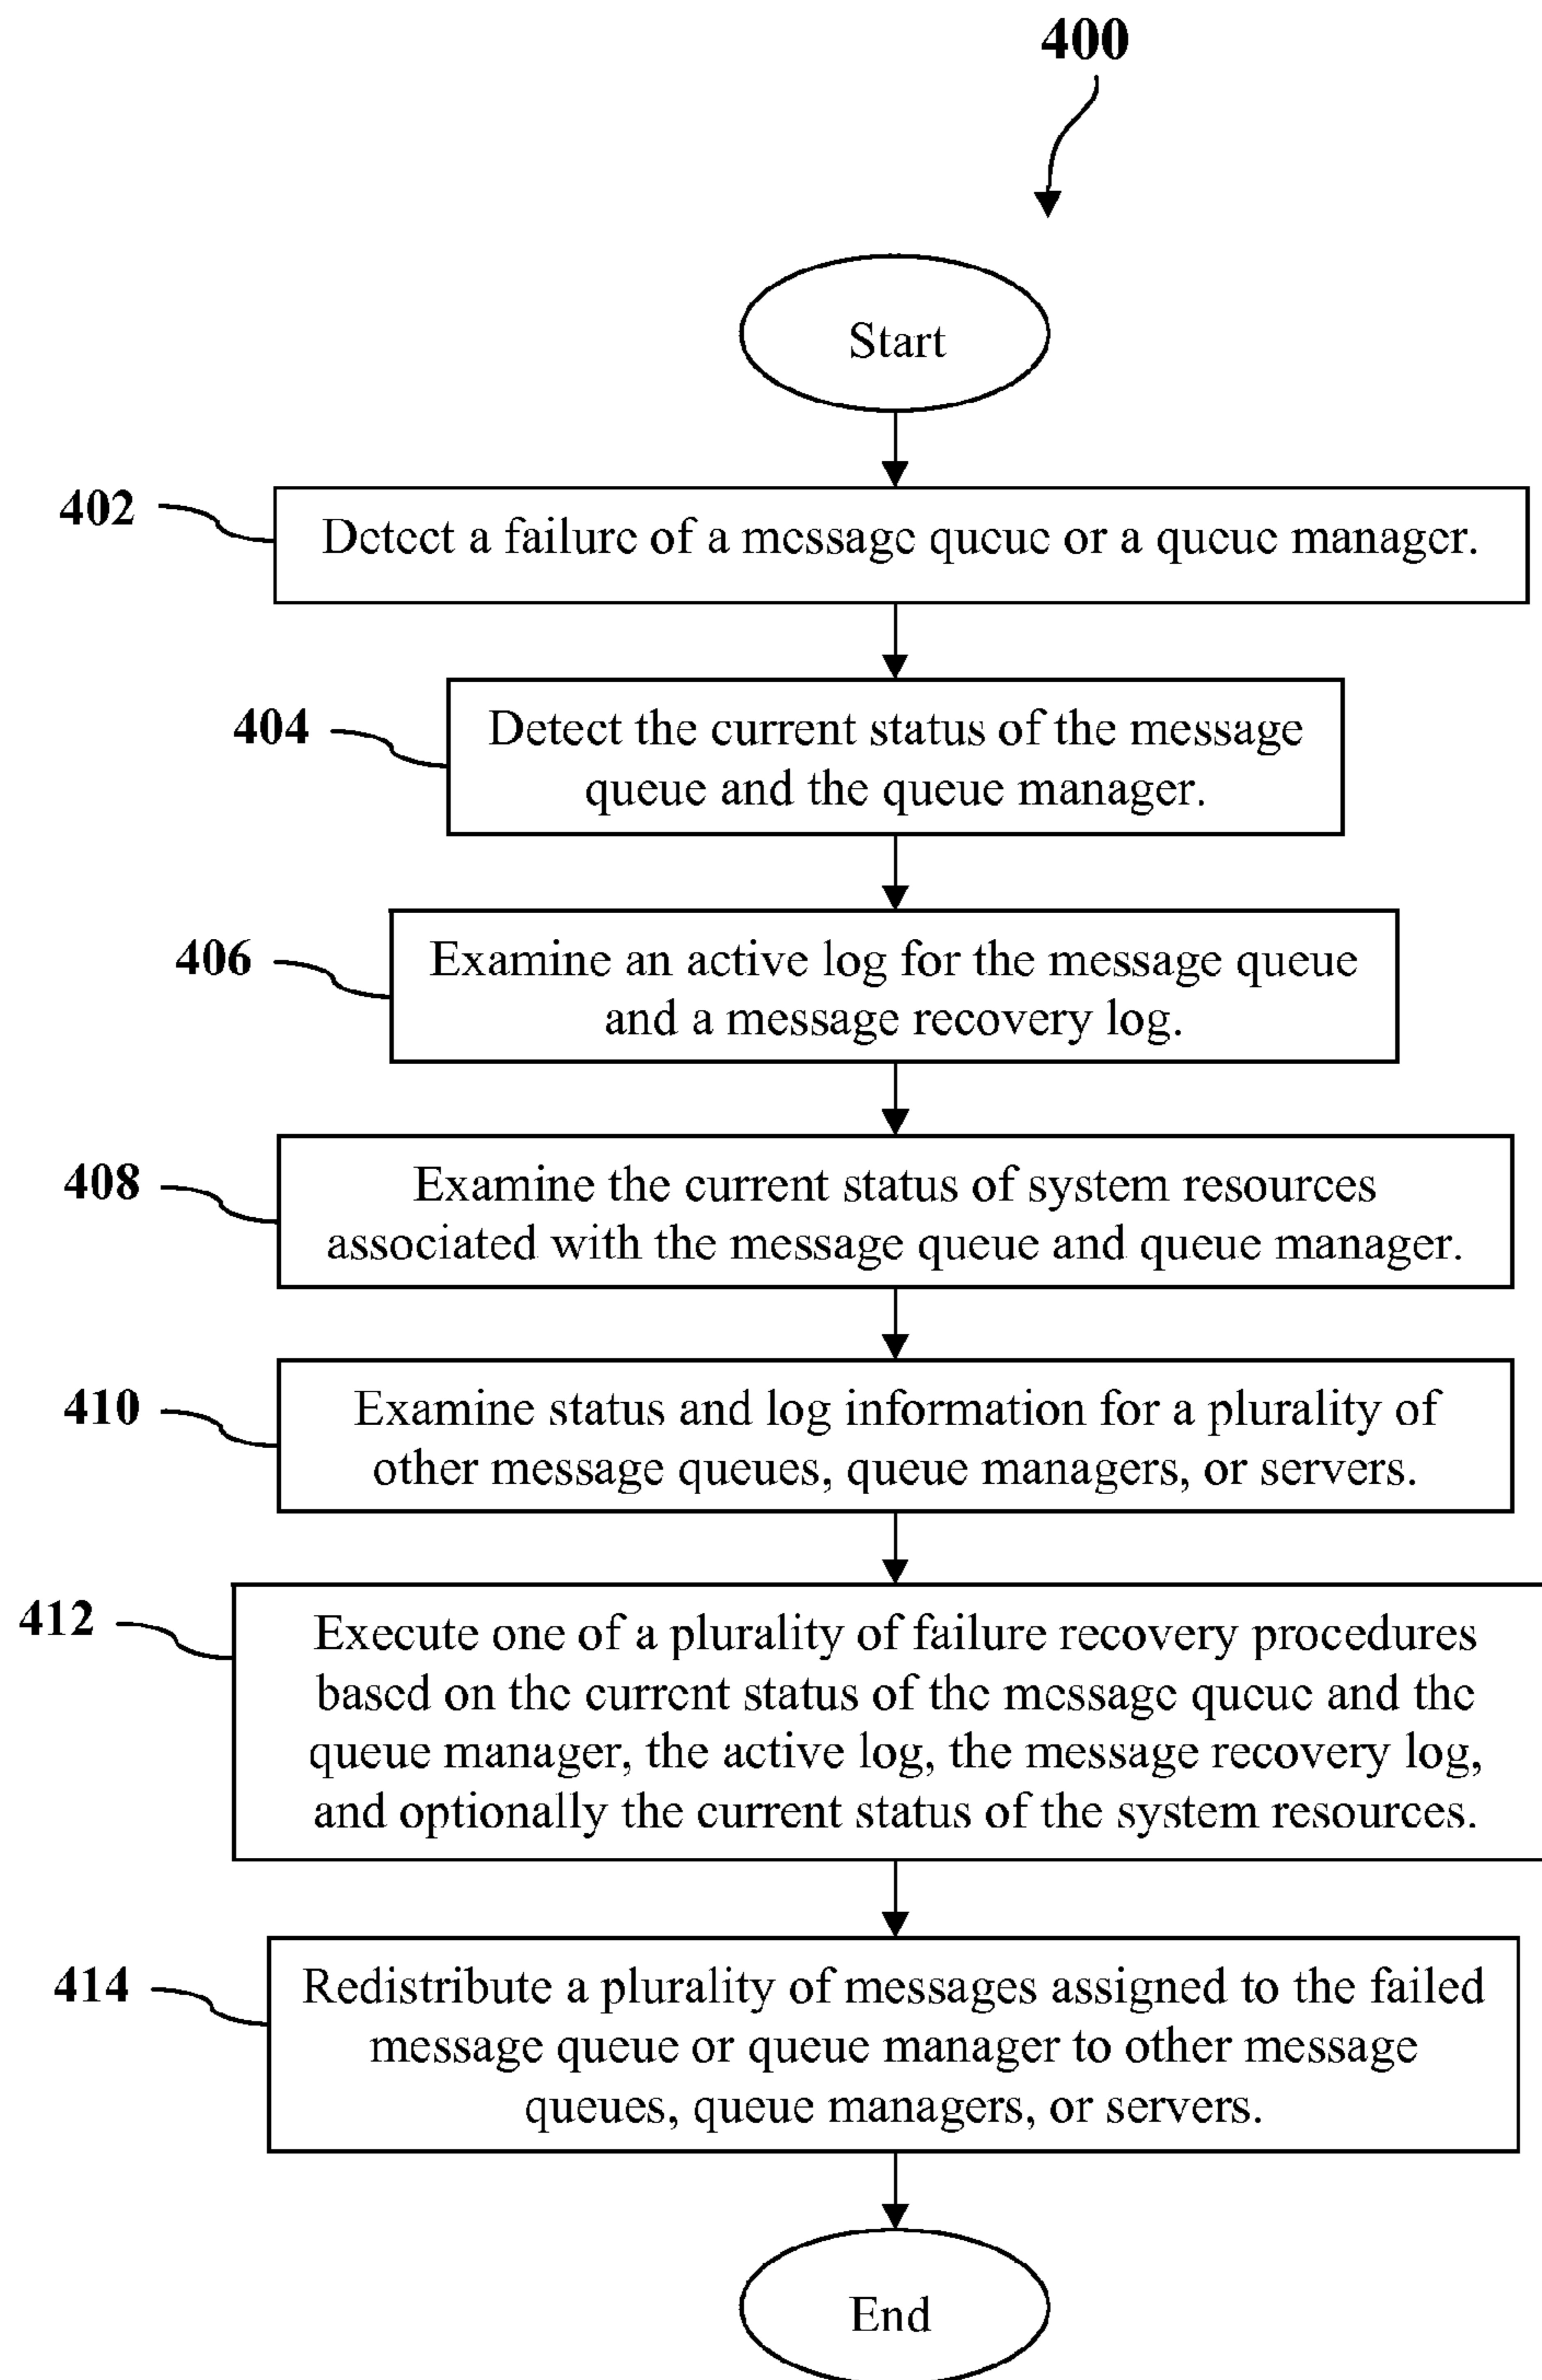 400
Start
402
Detect a failure of a message queue or a queue manager.
404
Detect the current status of the message
queue and the queue manager.
406
Examine an active log for the message queue
and a message recovery log.
408
Examine the current status of system resources
associated with the message queue and queue manager.
410
Examine status and log information for a plurality of
other message queues, queue managers, or servers.
412
Execute one of a plurality of failure recovery procedures
based on the current status of the message queue and the
queue manager, the active log, the message recovery log,
and optionally the current status of the system resources.
414
Redistribute a plurality of messages assigned to the failed
message queue or queue manager to other message
queues, queue managers, or servers.
End